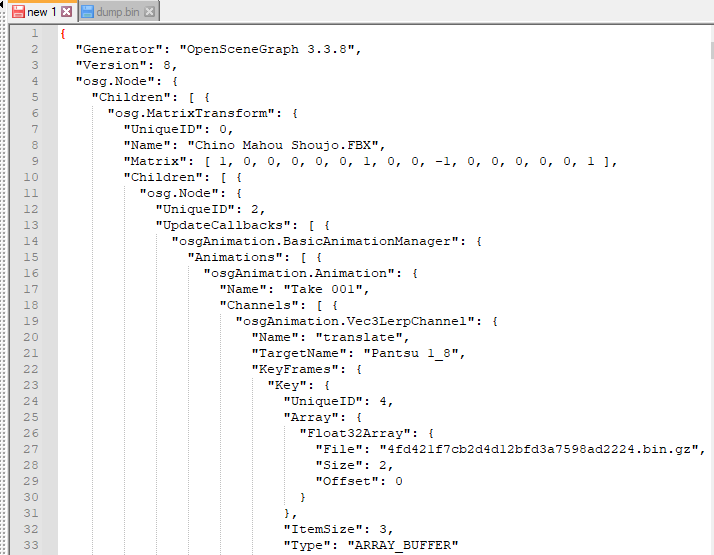 new 1
dump.bin
1 {
2 "Generator": "OpenSceneGraph 3.3.8",
3 "Version": 8,
4 "osg.Node": {
5 "Children": [ {
6 "osg.MatrixTransform": {
7 "UniqueID": 0,
8 "Name": "Chino Mahou Shoujo.FBX",
9 "Matrix": [ 1, 0, 0, 0, 0, 0, 1, 0, 0, -1, 0, 0, 0, 0, 0, 1 ],
10 "Children": [ {
11 "osg.Node": {
12 "UniqueID": 2,
13 "UpdateCallbacks": [ {
14 "osgAnimation.BasicAnimationManager": {
15 "Animations": [ {
16 "osgAnimation.Animation": {
17 "Name": "Take 001",
18 "Channels": [ {
19 "osgAnimation.Vec3LerpChannel": {
20 "Name": "translate",
21 "TargetName": "Pantsu 1_8",
22 "KeyFrames": {
23 "Key": {
24 "UniqueID": 4,
25 "Array": {
26 "Float32Array": {
27 "File": "4fd421f7cb2d4d12bfd3a7598ad2224.bin.gz",
28 "Size": 2,
29 "Offset": 0
30 }
31 },
32 "ItemSize": 3,
33 "Type": "ARRAY_BUFFER"